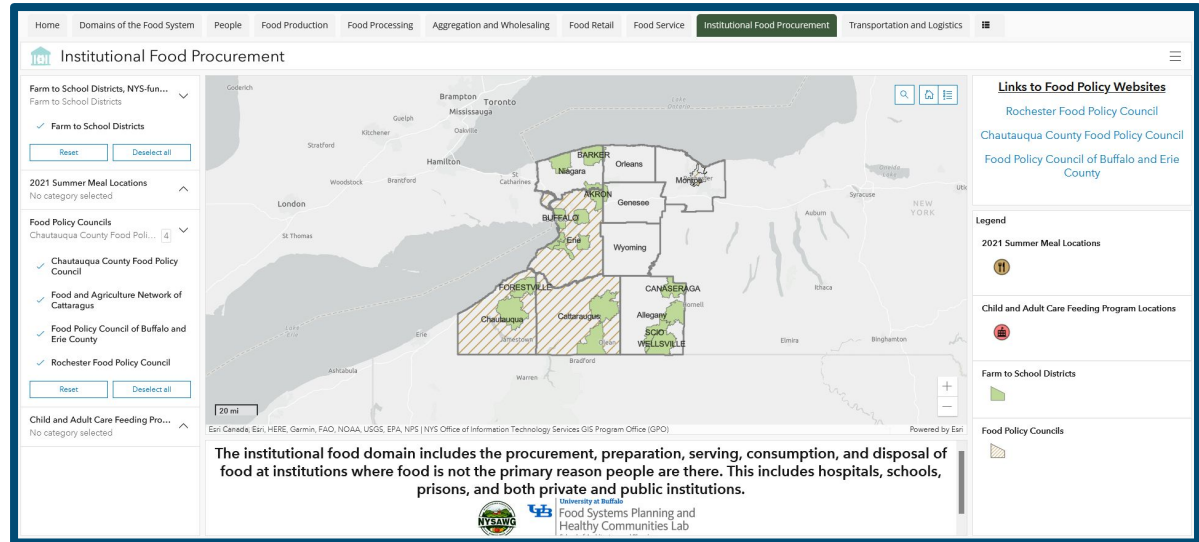 Home Domains of the Food System People Food Production Food Processing Aggregation and Wholesaling Food Retail Food Service Institutional Food Procurement Transportation and Logistics
Institutional Food Procurement
Farm to School Districts, NYS-fun...
Farm to School Districts
Farm to School Districts
Reset Deselect all
2021 Summer Meal Locations
No category selected
Food Policy Councils
Chautauqua County Food Poli... 4
Chautauqua County Food Policy
Council
Food and Agriculture Network of
Cattaragus
Food Policy Council of Buffalo and
Erie County
Rochester Food Policy Council
Reset Deselect all
Child and Adult Care Feeding Pro...
No category selected
Goderich
Brampton
Toronto
Mississauga
Guelph
Kitchener
Oakville
Stratford
Hamilton
Woodstock
Brantford
St
Catharines
London
St Thomas
Lake
Ontario
BARKER
Niagara
Orleans
Monroe
AKRON
Genesee
BUFFALO
Erie
Wyoming
Oneida
Lake
Syracuse
Utic
NEW
YORK
Auburn
Ithaca
FORESTVILLE
CANASERAGA
Hornell
Chautauqua
Cattaraugus
Allegany
SCIO
WELLSVILLE
Jamestown
Olean
Lake
Erie
Erie
Elmira
Binghamton
Bradford
Ashtabula
Warren
20 mi
+
−
Esri Canada, Esri, HERE, Garmin, FAO, NOAA, USGS, EPA, NPS | NYS Office of Information Technology Services GIS Program Office (GPO) Powered by Esri
The institutional food domain includes the procurement, preparation, serving, consumption, and disposal of
food at institutions where food is not the primary reason people are there. This includes hospitals, schools,
prisons, and both private and public institutions.
NYSAWG
UB
University at Buffalo
Food Systems Planning and
Healthy Communities Lab
Links to Food Policy Websites
Rochester Food Policy Council
Chautauqua County Food Policy Council
Food Policy Council of Buffalo and Erie
County
Legend
2021 Summer Meal Locations
Child and Adult Care Feeding Program Locations
Farm to School Districts
Food Policy Councils